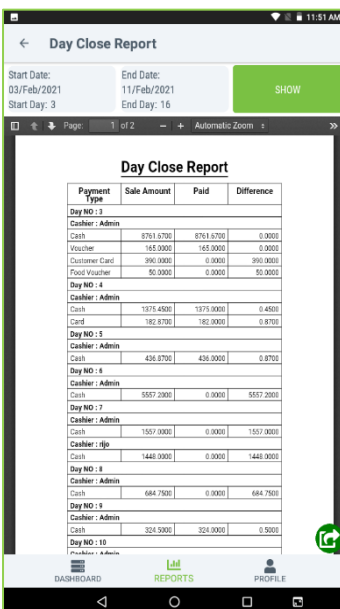 11:51 AM
Day Close Report
Start Date: End Date:
03/Feb/2021 11/Feb/2021 SHOW
Start Day: 3 End Day: 16
Page: 1 of 2 − + Automatic Zoom
Day Close Report
Payment Type Sale Amount Paid Difference
Day NO : 3
Cashier : Admin
Cash 8761.6700 8761.6700 0.0000
Voucher 165.0000 165.0000 0.0000
Customer Card 390.0000 0.0000 390.0000
Food Voucher 50.0000 0.0000 50.0000
Day NO : 4
Cashier : Admin
Cash 1375.4500 1375.0000 0.4500
Card 182.8700 182.0000 0.8700
Day NO : 5
Cashier : Admin
Cash 436.8700 436.0000 0.8700
Day NO : 6
Cashier : Admin
Cash 5557.2000 0.0000 5557.2000
Day NO : 7
Cashier : Admin
Cash 1557.0000 0.0000 1557.0000
Cashier : rijo
Cash 1448.0000 0.0000 1448.0000
Day NO : 8
Cashier : Admin
Cash 684.7500 0.0000 684.7500
Day NO : 9
Cashier : Admin
Cash 324.5000 324.0000 0.5000
Day NO : 10
Cashier : Admin
DASHBOARD REPORTS PROFILE